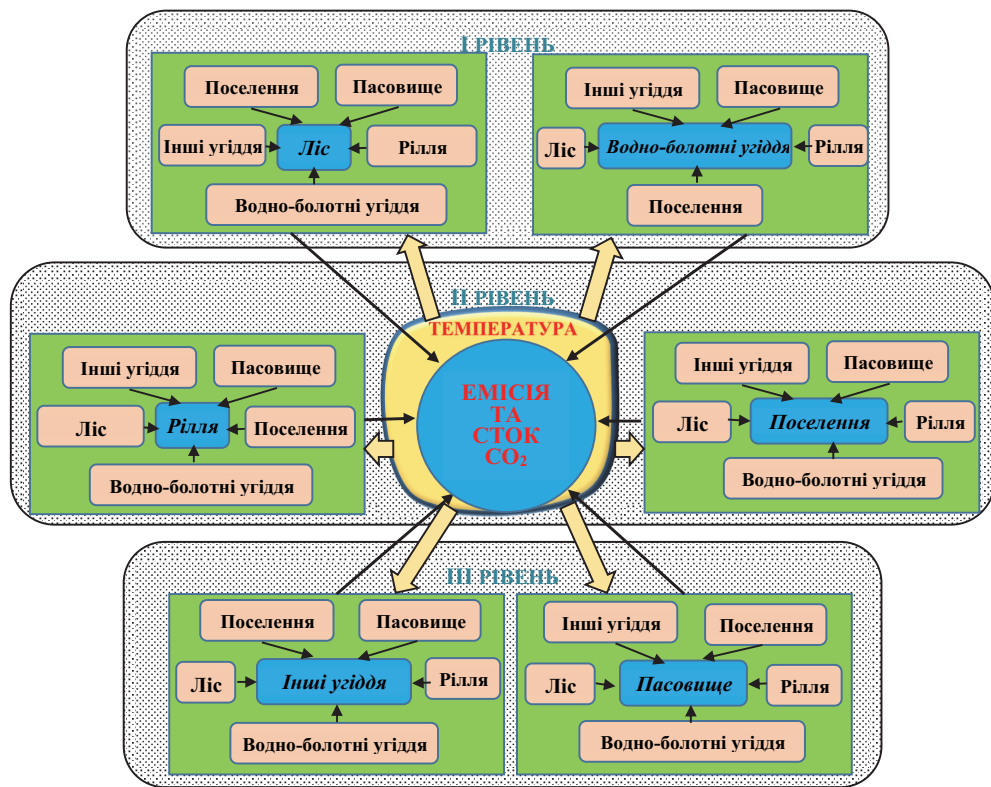 І РІВЕНЬ
Поселення
Пасовище
Інші угіддя
Ліс
Рілля
Водно-болотні угіддя
Інші угіддя
Пасовище
Ліс
Водно-болотні угіддя
Рілля
Поселення
ІІ РІВЕНЬ
ТЕМПЕРАТУРА
ЕМІСІЯ
ТА
СТОК
СО₂
Інші угіддя
Пасовище
Ліс
Рілля
Поселення
Водно-болотні угіддя
Інші угіддя
Пасовище
Ліс
Поселення
Рілля
Водно-болотні угіддя
ІІІ РІВЕНЬ
Поселення
Пасовище
Ліс
Інші угіддя
Рілля
Водно-болотні угіддя
Інші угіддя
Поселення
Ліс
Пасовище
Рілля
Водно-болотні угіддя